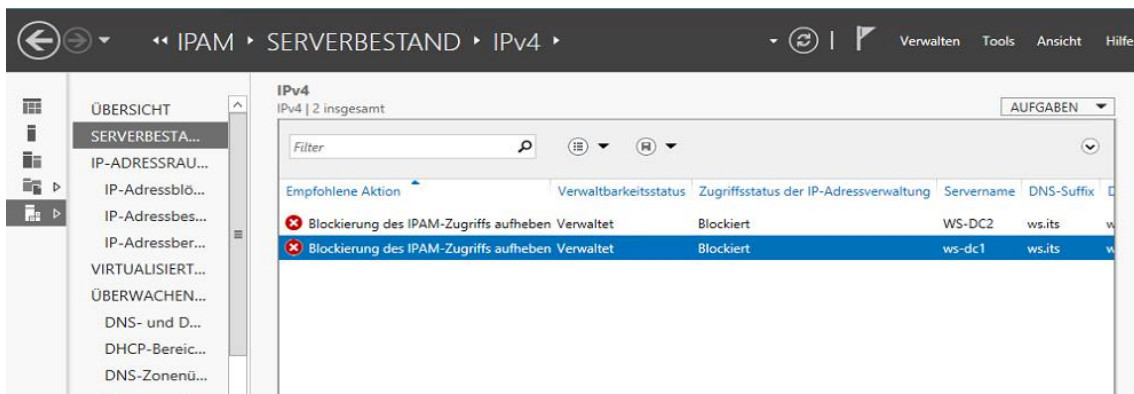 IPAM ▸ SERVERBESTAND ▸ IPv4 ▸
Verwalten Tools Ansicht Hilfe
ÜBERSICHT
SERVERBESTA...
IP-ADRESSRAU...
IP-Adressblö...
IP-Adressbes...
IP-Adressber...
VIRTUALISIERT...
ÜBERWACHEN...
DNS- und D...
DHCP-Bereic...
DNS-Zonenü...
IPv4
IPv4 | 2 insgesamt
AUFGABEN
Filter
Empfohlene Aktion Verwaltbarkeitsstatus Zugriffsstatus der IP-Adressverwaltung Servername DNS-Suffix D
Blockierung des IPAM-Zugriffs aufheben Verwaltet Blockiert WS-DC2 ws.its w
Blockierung des IPAM-Zugriffs aufheben Verwaltet Blockiert ws-dc1 ws.its w